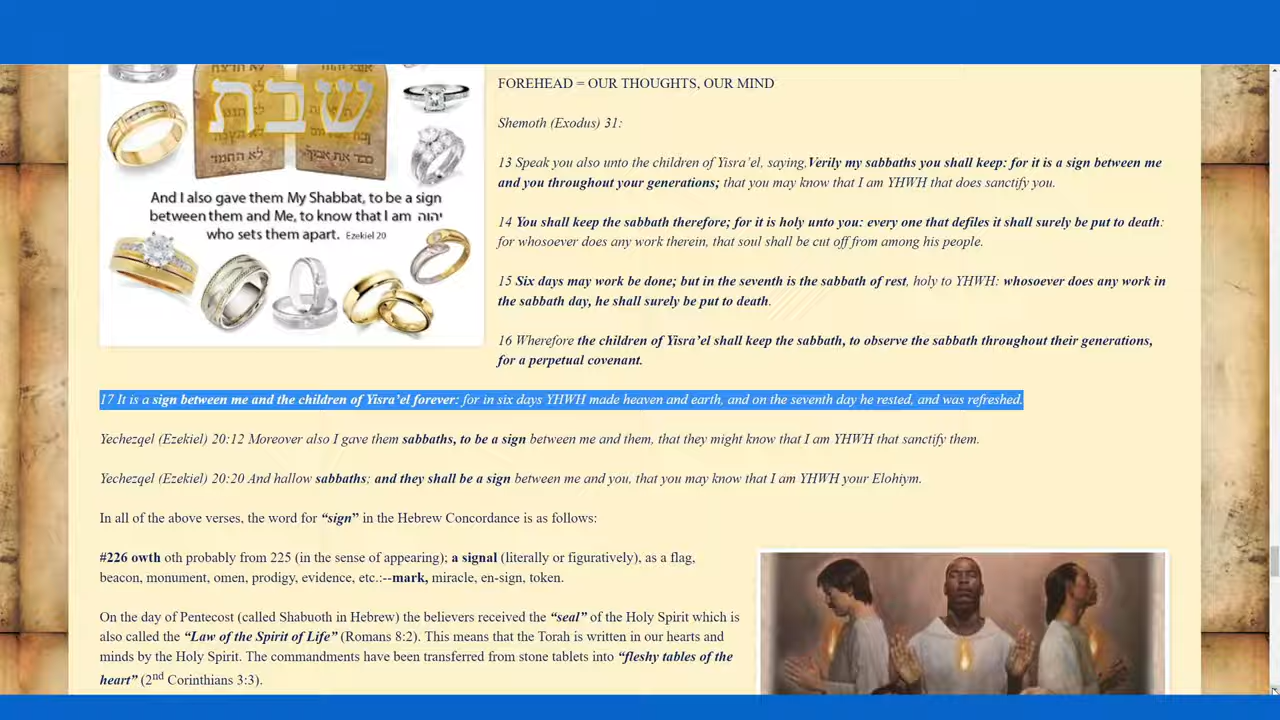 שבת
לא תרצח
לא תנאף
לא תחמד
And I also gave them My Shabbat, to be a sign
between them and Me, to know that I am יהוה
who sets them apart. Ezekiel 20
FOREHEAD = OUR THOUGHTS, OUR MIND
Shemoth (Exodus) 31:
13 Speak you also unto the children of Yisra’el, saying,Verily my sabbaths you shall keep: for it is a sign between me
and you throughout your generations; that you may know that I am YHWH that does sanctify you.
14 You shall keep the sabbath therefore; for it is holy unto you: every one that defiles it shall surely be put to death:
for whosoever does any work therein, that soul shall be cut off from among his people.
15 Six days may work be done; but in the seventh is the sabbath of rest, holy to YHWH: whosoever does any work in
the sabbath day, he shall surely be put to death.
16 Wherefore the children of Yisra’el shall keep the sabbath, to observe the sabbath throughout their generations,
for a perpetual covenant.
17 It is a sign between me and the children of Yisra’el forever: for in six days YHWH made heaven and earth, and on the seventh day he rested, and was refreshed.
Yechezqel (Ezekiel) 20:12 Moreover also I gave them sabbaths, to be a sign between me and them, that they might know that I am YHWH that sanctify them.
Yechezqel (Ezekiel) 20:20 And hallow sabbaths; and they shall be a sign between me and you, that you may know that I am YHWH your Elohiym.
In all of the above verses, the word for “sign” in the Hebrew Concordance is as follows:
#226 owth oth probably from 225 (in the sense of appearing); a signal (literally or figuratively), as a flag,
beacon, monument, omen, prodigy, evidence, etc.:--mark, miracle, en-sign, token.
On the day of Pentecost (called Shabuoth in Hebrew) the believers received the “seal” of the Holy Spirit which is
also called the “Law of the Spirit of Life” (Romans 8:2). This means that the Torah is written in our hearts and
minds by the Holy Spirit. The commandments have been transferred from stone tablets into “fleshy tables of the
heart” (2nd Corinthians 3:3).